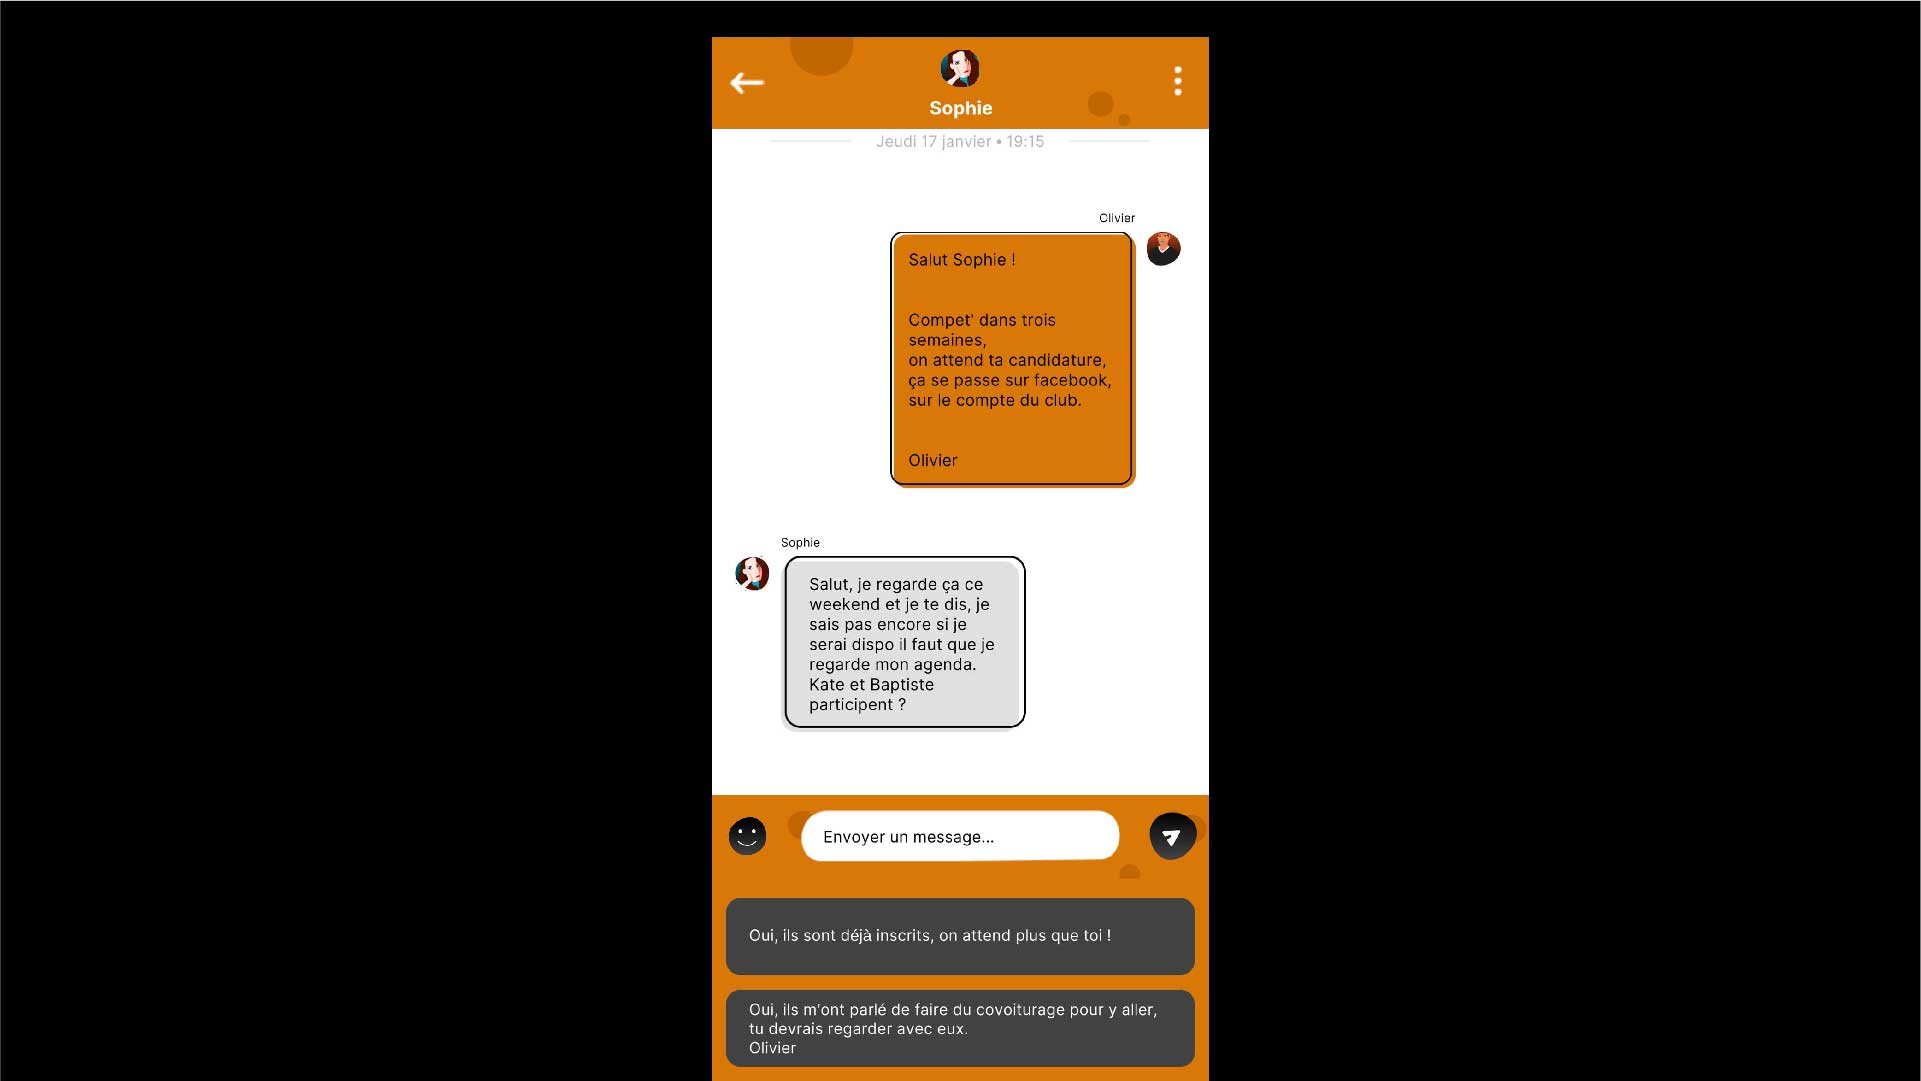 Sophie
Jeudi 17 janvier • 19:15
Olivier
Salut Sophie !
Compet' dans trois
semaines,
on attend ta candidature,
ça se passe sur facebook,
sur le compte du club.
Olivier
Sophie
Salut, je regarde ça ce
weekend et je te dis, je
sais pas encore si je
serai dispo il faut que je
regarde mon agenda.
Kate et Baptiste
participent ?
Envoyer un message...
Oui, ils sont déjà inscrits, on attend plus que toi !
Oui, ils m'ont parlé de faire du covoiturage pour y aller,
tu devrais regarder avec eux.
Olivier